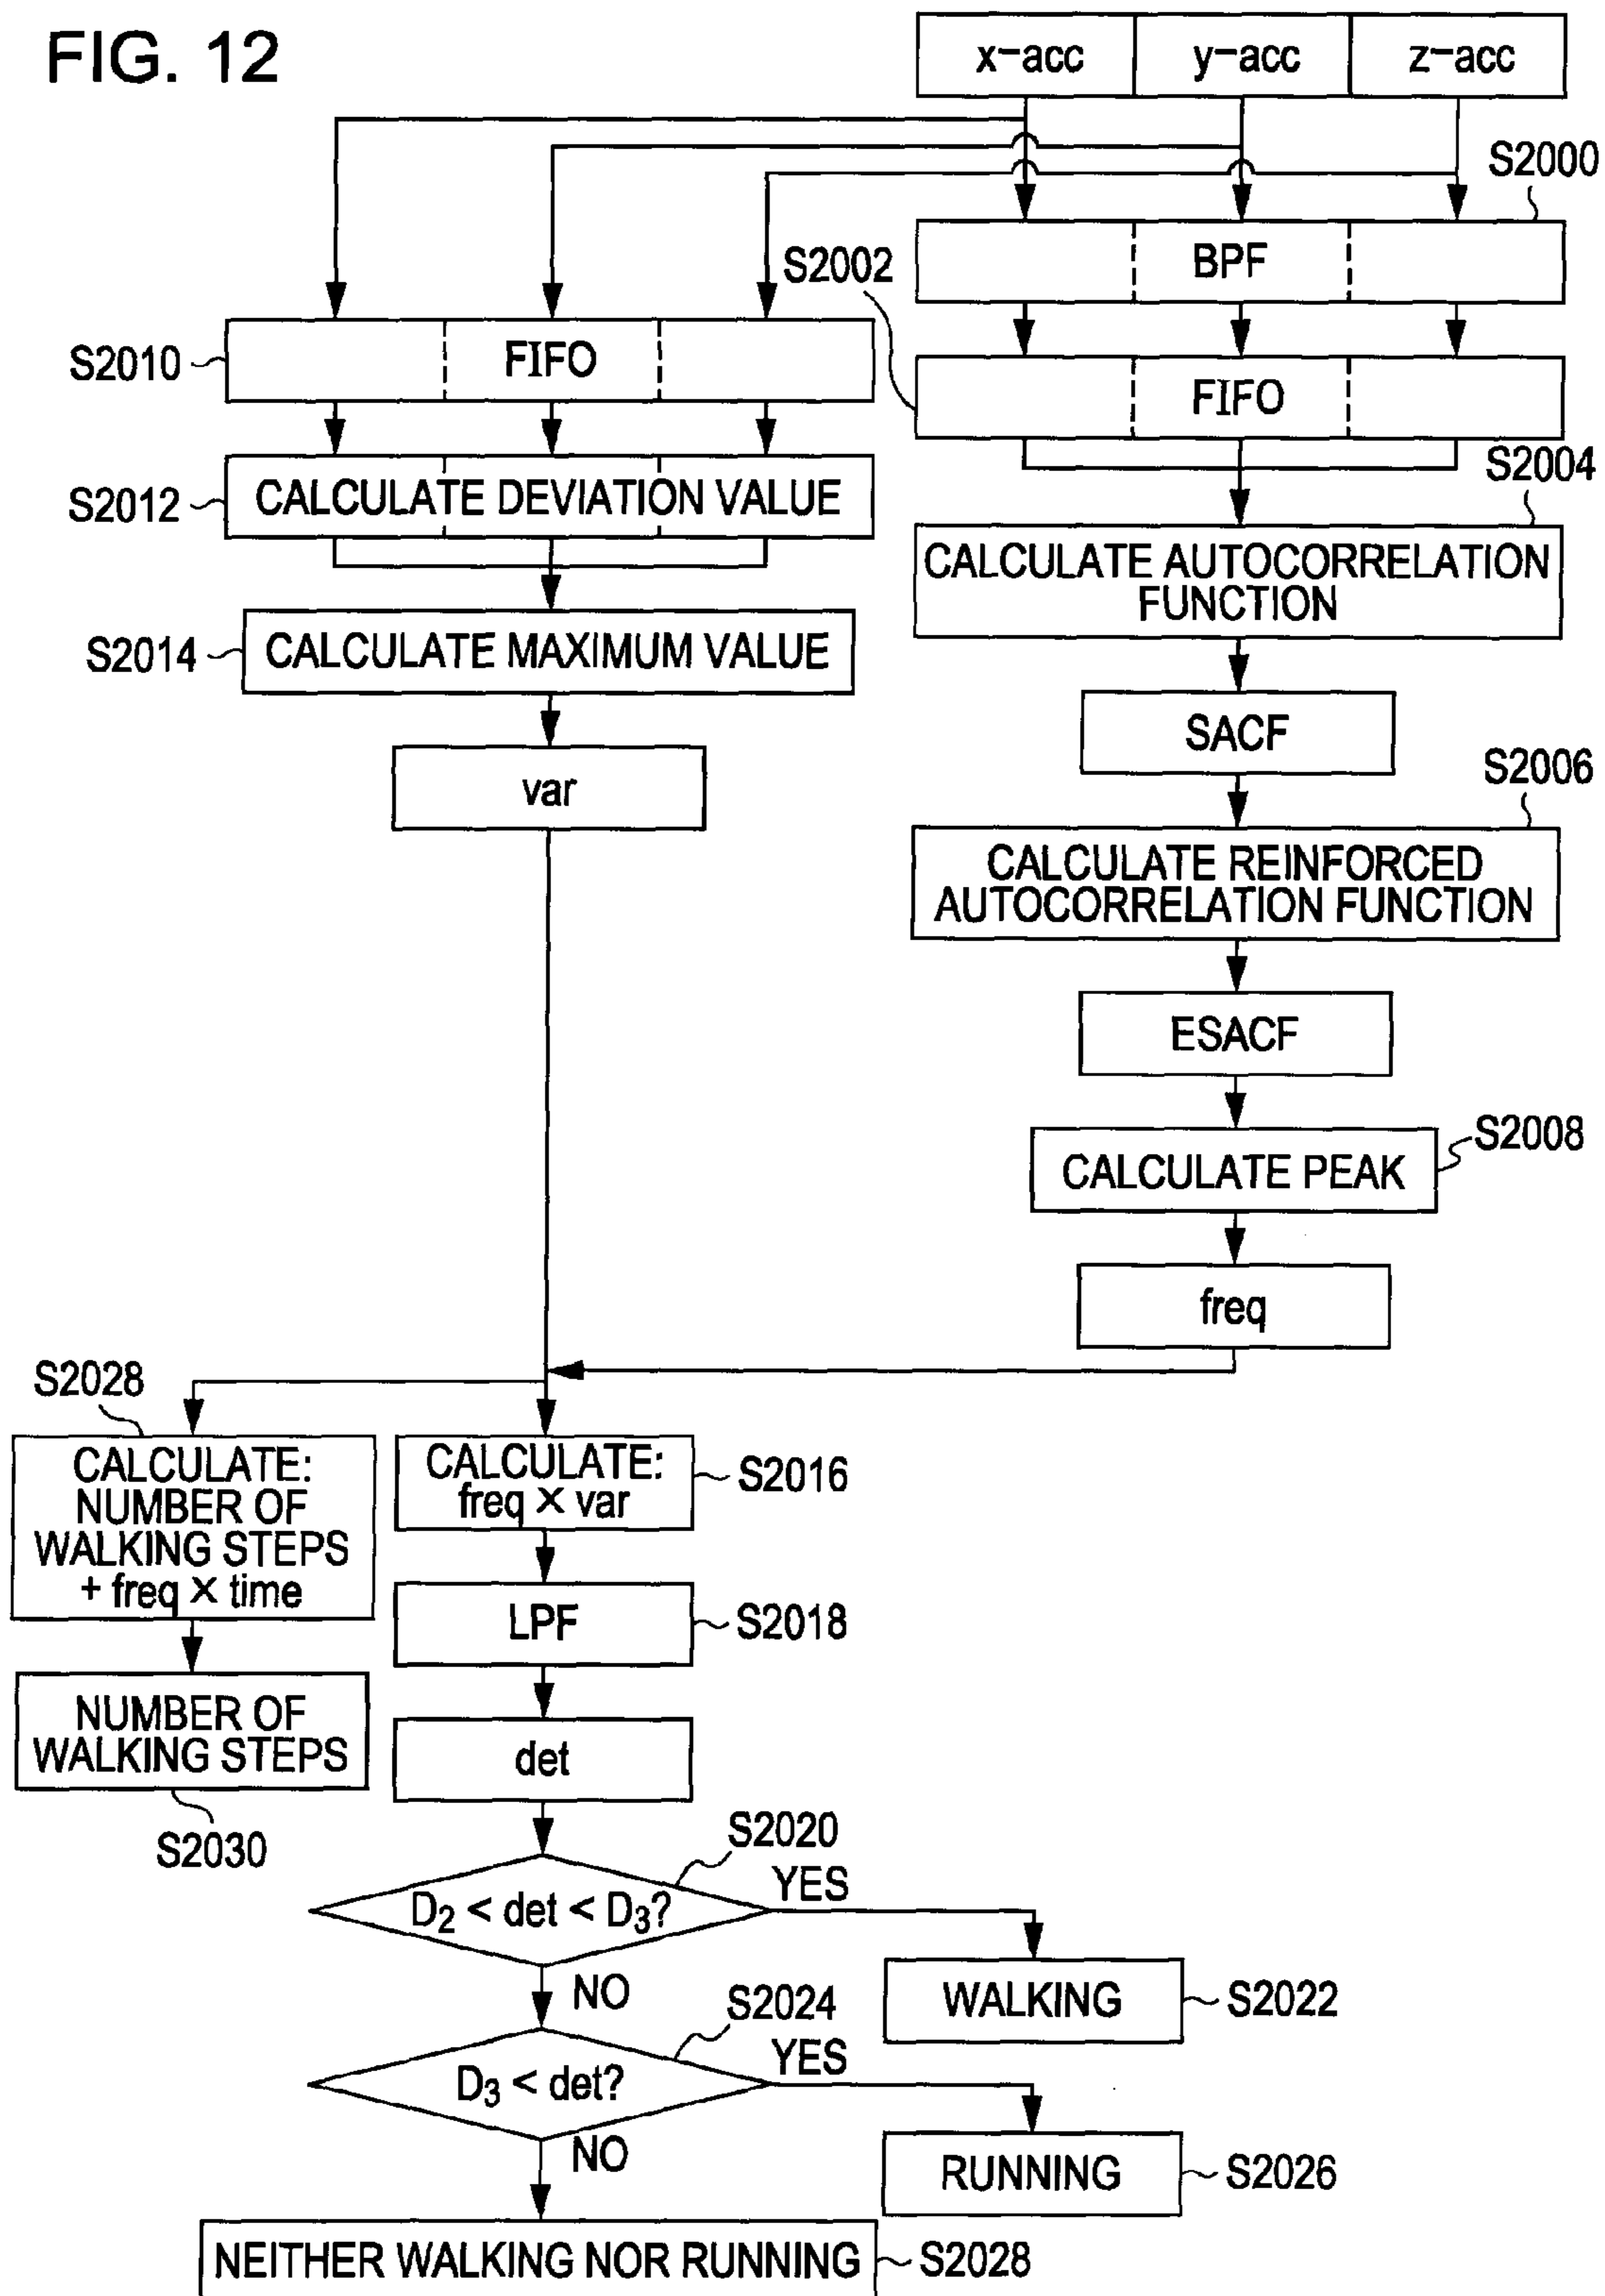 FIG. 12
x-acc y-acc z-acc
S2000
BPF
S2002
S2010
FIFO
FIFO
S2004
S2012
CALCULATE DEVIATION VALUE
CALCULATE AUTOCORRELATION
FUNCTION
S2014
CALCULATE MAXIMUM VALUE
SACF
var
S2006
CALCULATE REINFORCED
AUTOCORRELATION FUNCTION
ESACF
S2008
CALCULATE PEAK
freq
S2028
CALCULATE:
NUMBER OF
WALKING STEPS
+ freq × time
CALCULATE:
freq × var
S2016
LPF
S2018
NUMBER OF
WALKING STEPS
S2030
det
S2020
D2 < det < D3?
YES
WALKING
S2022
NO
S2024
D3 < det?
YES
RUNNING
S2026
NO
NEITHER WALKING NOR RUNNING
S2028